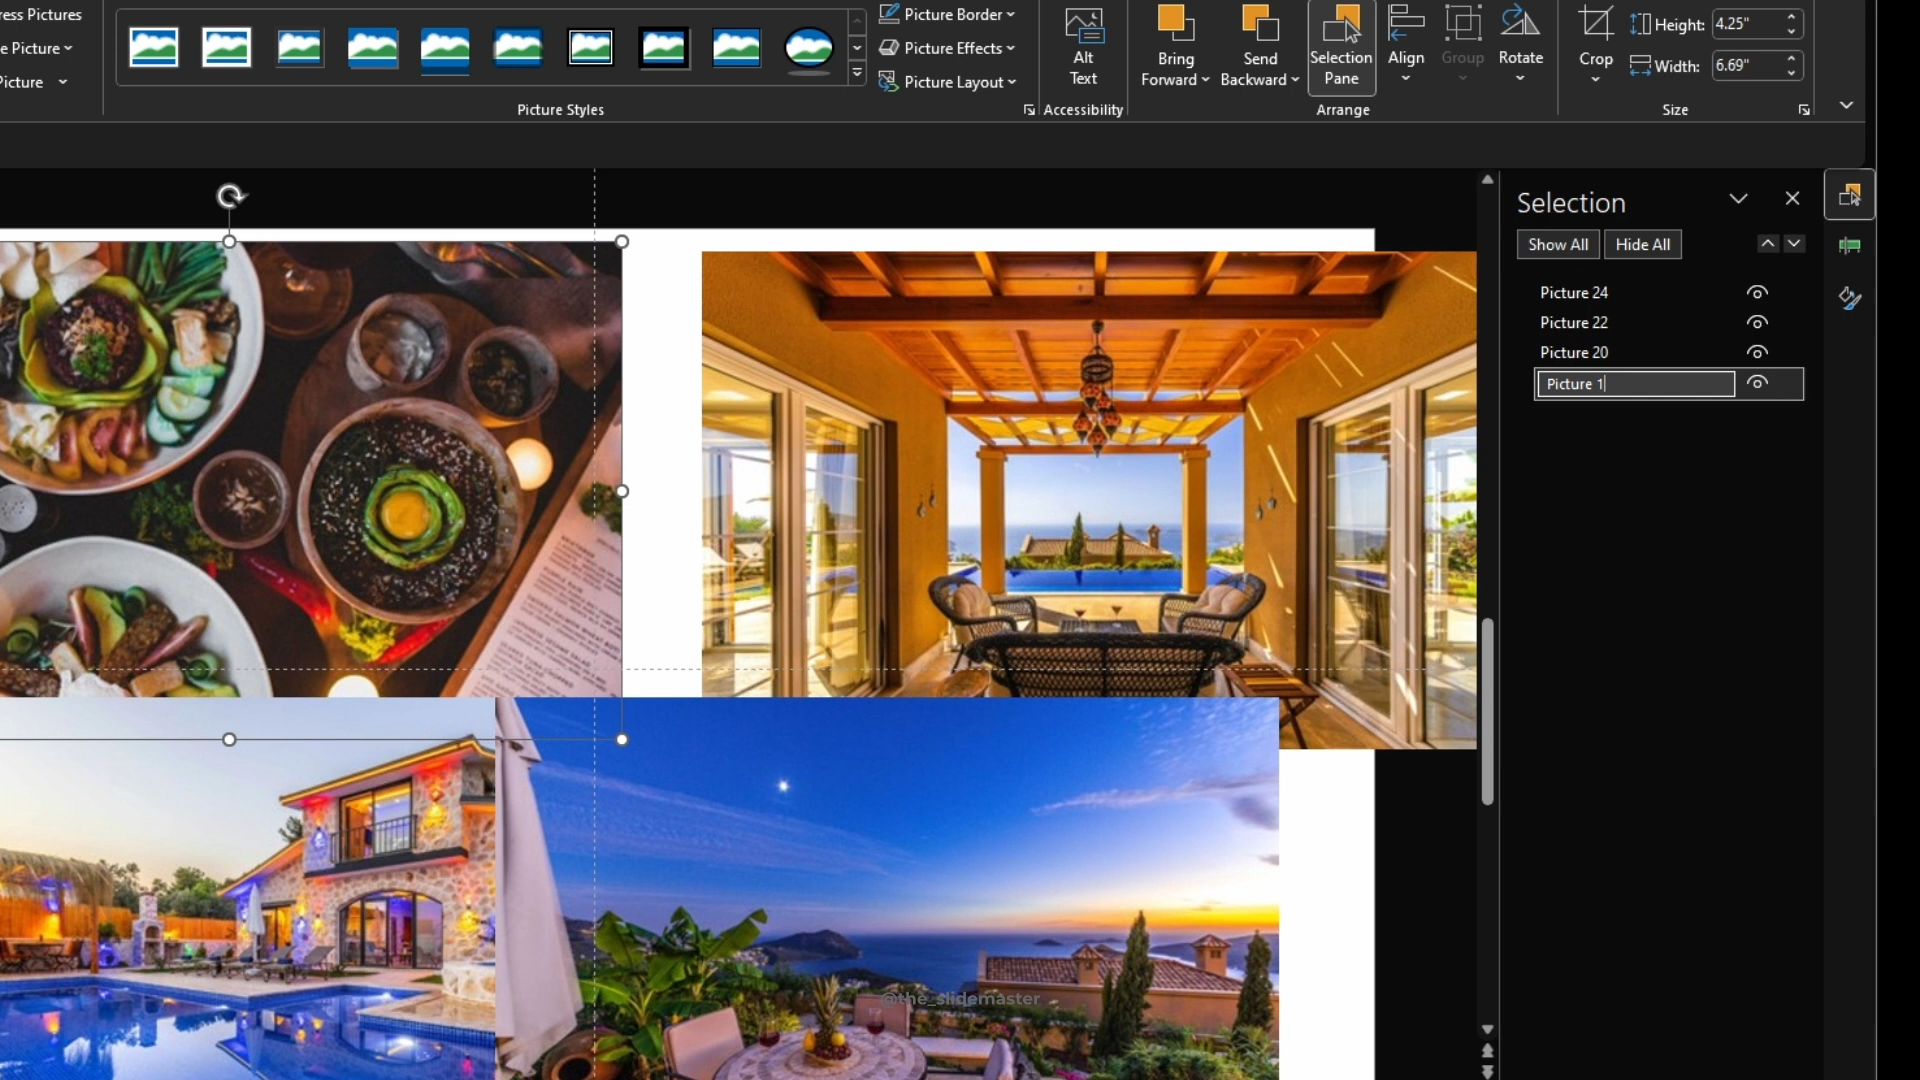 ress Pictures
e Picture
Picture
Picture Styles
Picture Border
Picture Effects
Picture Layout
Alt
Text
Accessibility
Bring
Forward
Send
Backward
Selection
Pane
Align
Group
Rotate
Arrange
Crop
Height: 4.25"
Width: 6.69"
Size
Selection
Show All
Hide All
Picture 24
Picture 22
Picture 20
Picture 1
@the_slidemaster